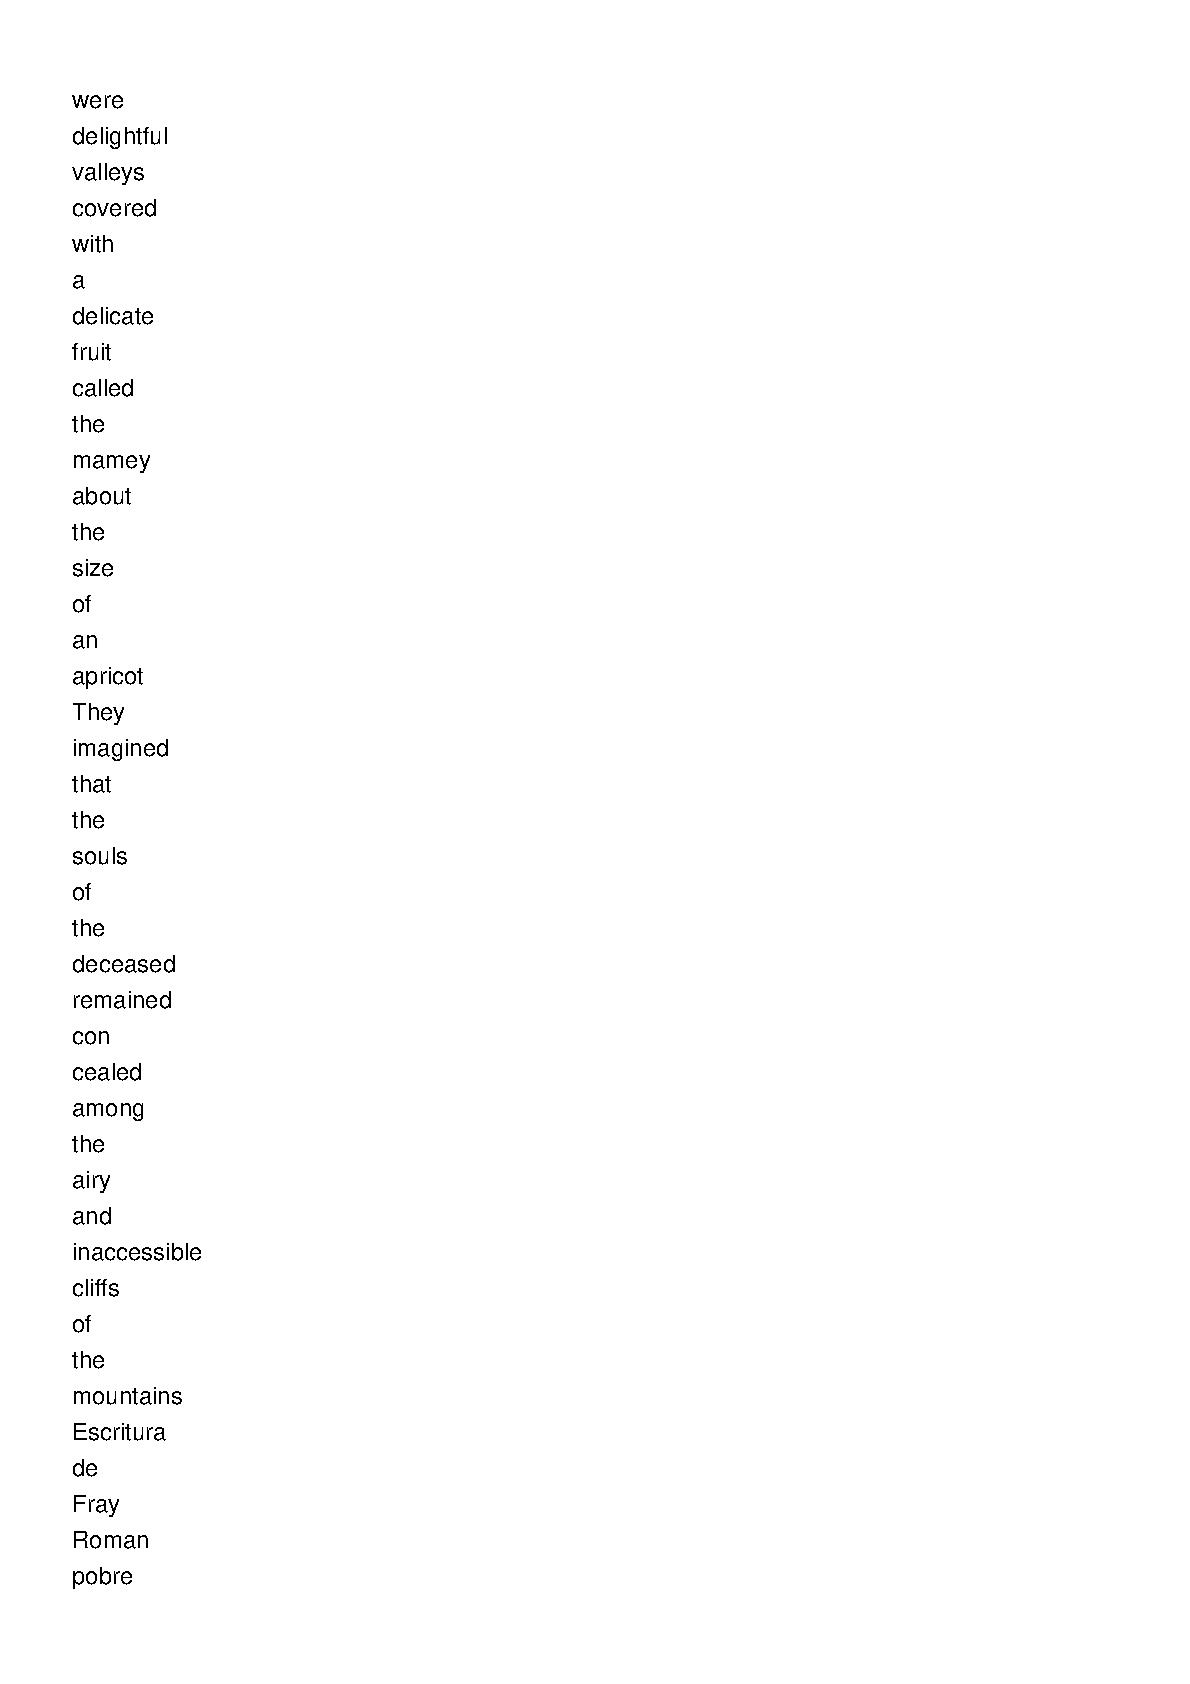 were
delightful
valleys
covered
with
a
delicate
fruit
called
the
mamey
about
the
size
of
an
apricot
They
imagined
that
the
souls
of
the
deceased
remained
con
cealed
among
the
airy
and
inaccessible
cliffs
of
the
mountains
Escritura
de
Fray
Roman
pobre